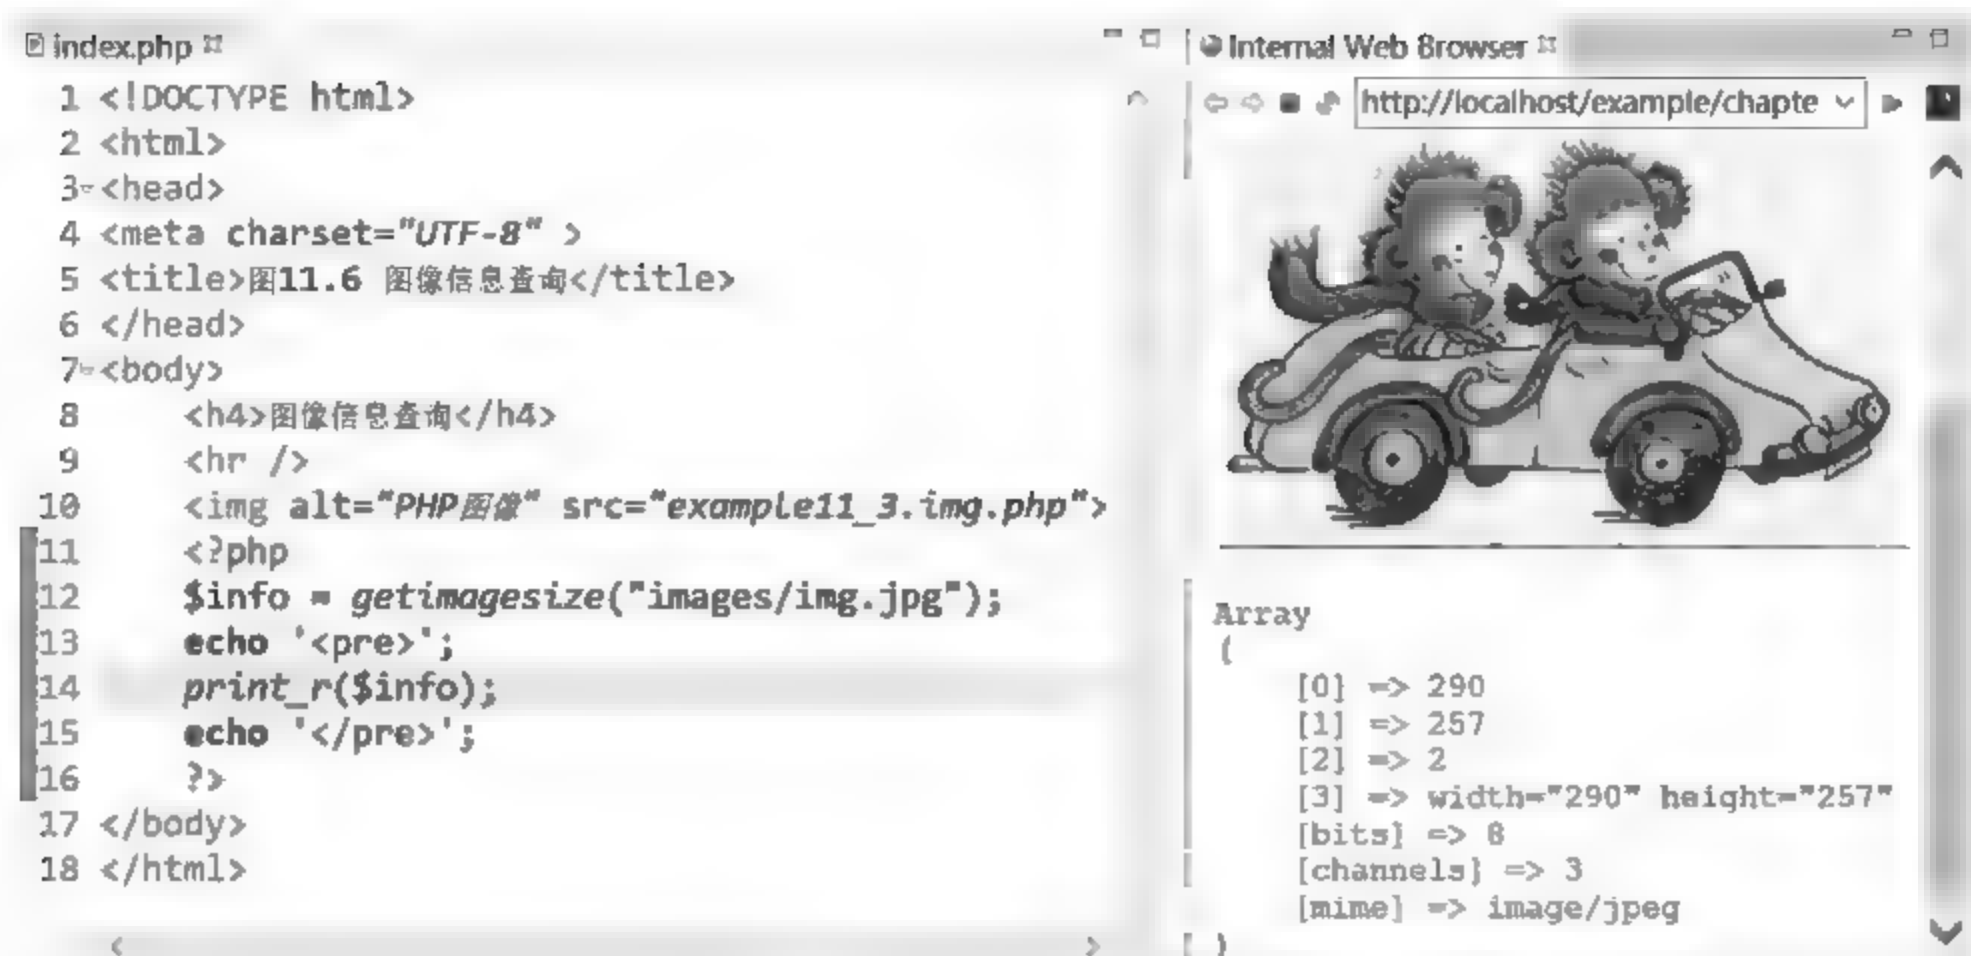 index.php
1 <!DOCTYPE html>
2 <html>
3 <head>
4 <meta charset="UTF-8" >
5 <title>图11.6 图像信息查询</title>
6 </head>
7 <body>
8 <h4>图像信息查询</h4>
9 <hr />
10 <img alt="PHP图像" src="example11_3.img.php">
11 <?php
12 $info = getimagesize("images/img.jpg");
13 echo '<pre>';
14 print_r($info);
15 echo '</pre>';
16 ?>
17 </body>
18 </html>
Internal Web Browser
http://localhost/example/chapte
Array
(
[0] => 290
[1] => 257
[2] => 2
[3] => width="290" height="257"
[bits] => 8
[channels] => 3
[mime] => image/jpeg
)